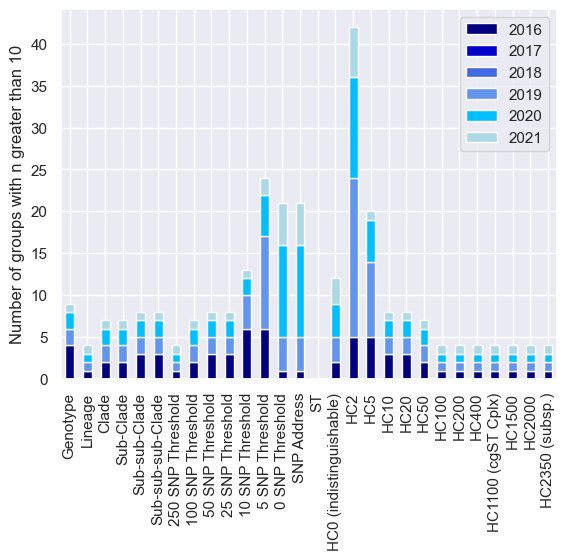 Number of groups with n greater than 10
40
35
30
25
20
15
10
5
0
2016
2017
2018
2019
2020
2021
Genotype
Lineage
Clade
Sub-Clade
Sub-sub-Clade
Sub-sub-sub-Clade
250 SNP Threshold
100 SNP Threshold
50 SNP Threshold
25 SNP Threshold
10 SNP Threshold
5 SNP Threshold
0 SNP Threshold
SNP Address
ST
HC0 (indistinguishable)
HC2
HC5
HC10
HC20
HC50
HC100
HC200
HC400
HC1100 (cgST Cplx)
HC1500
HC2000
HC2350 (subsp.)